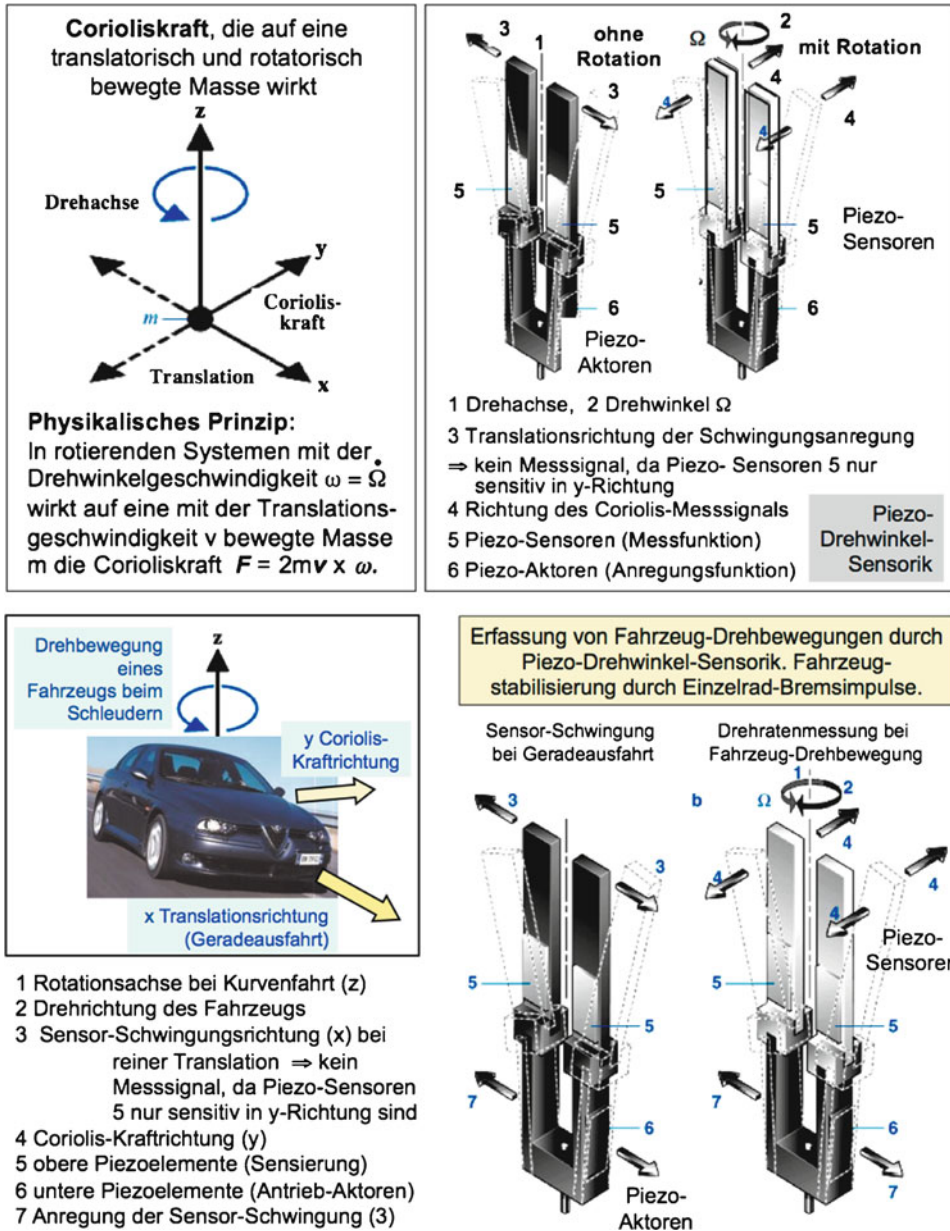 Corioliskraft, die auf eine
translatorisch und rotatorisch
bewegte Masse wirkt
z
Drehachse
y
Coriolis-
kraft
m
Translation
x
Physikalisches Prinzip:
In rotierenden Systemen mit der
Drehwinkelgeschwindigkeit ω = Ω̇
wirkt auf eine mit der Translations-
geschwindigkeit v bewegte Masse
m die Corioliskraft F = 2mv x ω.
3
1
ohne
Rotation
3
5
5
6
Piezo-
Aktoren
Ω
2
mit Rotation
4
4
4
4
5
5
Piezo-
Sensoren
6
1 Drehachse, 2 Drehwinkel Ω
3 Translationsrichtung der Schwingungsanregung
⇒ kein Messsignal, da Piezo- Sensoren 5 nur
sensitiv in y-Richtung
4 Richtung des Coriolis-Messsignals
5 Piezo-Sensoren (Messfunktion)
6 Piezo-Aktoren (Anregungsfunktion)
Piezo-
Drehwinkel-
Sensorik
Drehbewegung
eines
Fahrzeugs beim
Schleudern
z
y Coriolis-
Kraftrichtung
x Translationsrichtung
(Geradeausfahrt)
1 Rotationsachse bei Kurvenfahrt (z)
2 Drehrichtung des Fahrzeugs
3 Sensor-Schwingungsrichtung (x) bei
reiner Translation ⇒ kein
Messsignal, da Piezo-Sensoren
5 nur sensitiv in y-Richtung sind
4 Coriolis-Kraftrichtung (y)
5 obere Piezoelemente (Sensierung)
6 untere Piezoelemente (Antrieb-Aktoren)
7 Anregung der Sensor-Schwingung (3)
Erfassung von Fahrzeug-Drehbewegungen durch
Piezo-Drehwinkel-Sensorik. Fahrzeug-
stabilisierung durch Einzelrad-Bremsimpulse.
Sensor-Schwingung
bei Geradeausfahrt
3
3
5
5
7
6
7
Piezo-
Aktoren
Drehratenmessung bei
Fahrzeug-Drehbewegung
b
Ω
1
2
4
4
4
4
Piezo-
Sensoren
5
5
7
6
7